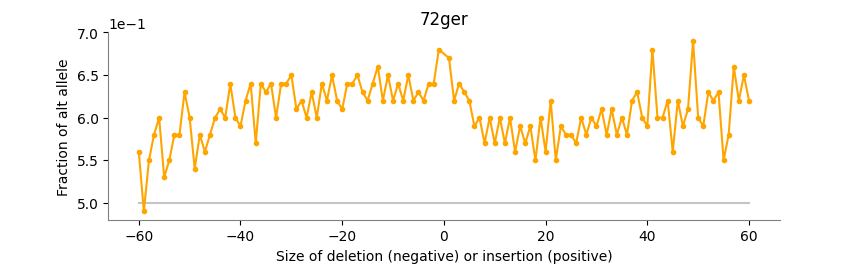 72ger
1e−1
7.0
6.5
6.0
5.5
5.0
Fraction of alt allele
−60 −40 −20 0 20 40 60
Size of deletion (negative) or insertion (positive)